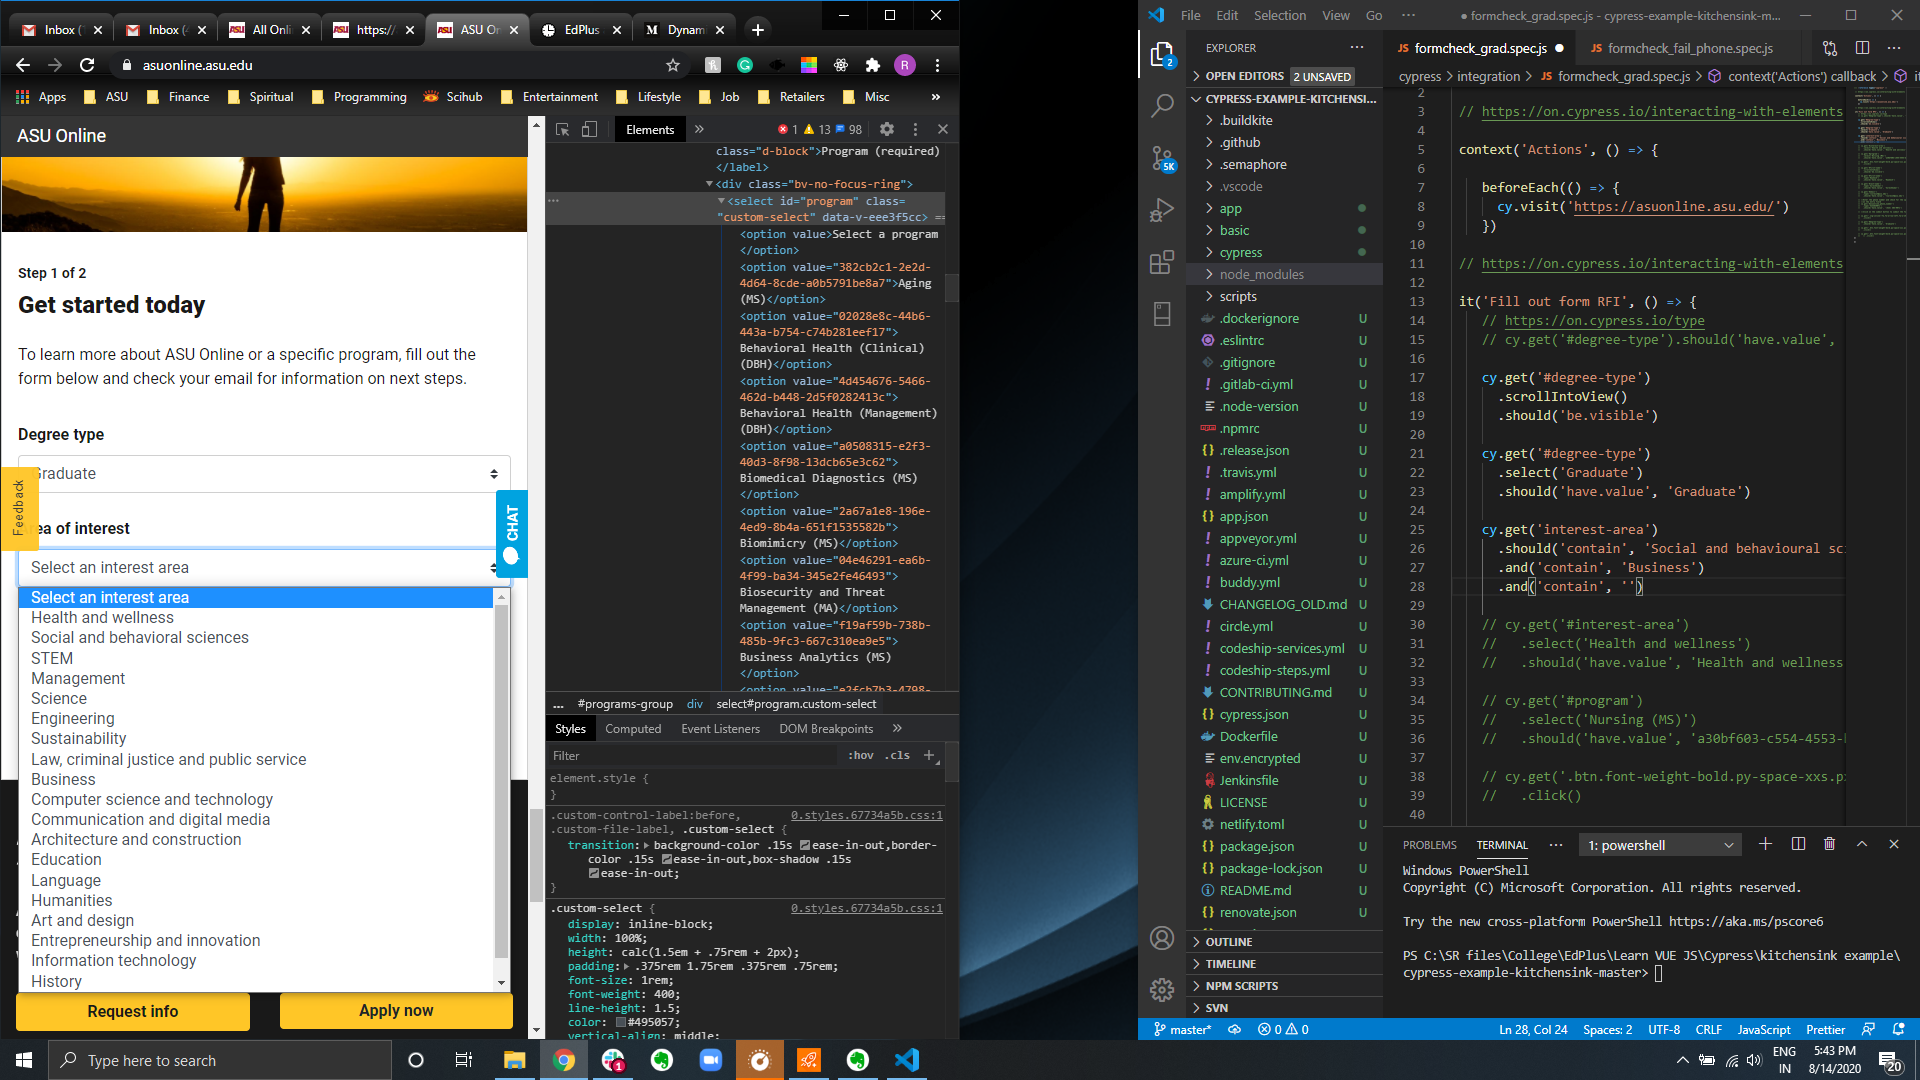 Inbox (
Inbox (4
All Onli
https:/
ASU On
EdPlus
Dynam
asuonline.asu.edu
R
Apps
ASU
Finance
Spiritual
Programming
Scihub
Entertainment
Lifestyle
Job
Retailers
Misc
»
ASU Online
Step 1 of 2
Get started today
To learn more about ASU Online or a specific program, fill out the
form below and check your email for information on next steps.
Degree type
Graduate
Feedback
ea of interest
CHAT
Select an interest area
Select an interest area
Health and wellness
Social and behavioral sciences
STEM
Management
Science
Engineering
Sustainability
Law, criminal justice and public service
Business
Computer science and technology
Communication and digital media
Architecture and construction
Education
Language
Humanities
Art and design
Entrepreneurship and innovation
Information technology
History
Request info
Apply now
Elements
»
1
13
98
class="d-block">Program (required)
</label>
<div class="bv-no-focus-ring">
<select id="program" class=
"custom-select" data-v-eee3f5cc> ==
<option value>Select a program
</option>
<option value="382cb2c1-2e2d-
4d64-8cde-a0b5791be8a7">Aging
(MS)</option>
<option value="02028e8c-44b6-
443a-b754-c74b281eef17">
Behavioral Health (Clinical)
(DBH)</option>
<option value="4d454676-5466-
462d-b448-2d5f0282413c">
Behavioral Health (Management)
(DBH)</option>
<option value="a0508315-e2f3-
40d3-8f98-13dcb65e3c62">
Biomedical Diagnostics (MS)
</option>
<option value="2a67a1e8-196e-
4ed9-8b4a-651f1535582b">
Biomimicry (MS)</option>
<option value="04e46291-ea6b-
4f99-ba34-345e2fe46493">
Biosecurity and Threat
Management (MA)</option>
<option value="f19af59b-738b-
485b-9fc3-667c310ea9e5">
Business Analytics (MS)
</option>
<option value="e2fcb7b3-4798-
... #programs-group div select#program.custom-select
Styles Computed Event Listeners DOM Breakpoints »
Filter :hov .cls +
element.style {
}
.custom-control-label:before, 0.styles.67734a5b.css:1
.custom-file-label, .custom-select {
transition: background-color .15s ease-in-out,border-
color .15s ease-in-out,box-shadow .15s
ease-in-out;
}
.custom-select { 0.styles.67734a5b.css:1
display: inline-block;
width: 100%;
height: calc(1.5em + .75rem + 2px);
padding: .375rem 1.75rem .375rem .75rem;
font-size: 1rem;
font-weight: 400;
line-height: 1.5;
color: #495057;
vertical-align: middle;
File Edit Selection View Go ···
● formcheck_grad.spec.js - cypress-example-kitchensink-m...
2
5K
EXPLORER ···
OPEN EDITORS 2 UNSAVED
CYPRESS-EXAMPLE-KITCHENSI...
.buildkite
.github
.semaphore
.vscode
app
basic
cypress
node_modules
scripts
.dockerignore U
.eslintrc U
.gitignore U
.gitlab-ci.yml U
.node-version U
.npmrc U
.release.json U
.travis.yml U
amplify.yml U
app.json U
appveyor.yml U
azure-ci.yml U
buddy.yml U
CHANGELOG_OLD.md U
circle.yml U
codeship-services.yml U
codeship-steps.yml U
CONTRIBUTING.md U
cypress.json U
Dockerfile U
env.encrypted U
Jenkinsfile U
LICENSE U
netlify.toml U
package.json U
package-lock.json U
README.md U
renovate.json U
OUTLINE
TIMELINE
NPM SCRIPTS
SVN
JS formcheck_grad.spec.js ●
JS formcheck_fail_phone.spec.js
cypress > integration > JS formcheck_grad.spec.js > context('Actions') callback > it
2
3 // https://on.cypress.io/interacting-with-elements
4
5 context('Actions', () => {
6
7 beforeEach(() => {
8 cy.visit('https://asuonline.asu.edu/')
9 })
10
11 // https://on.cypress.io/interacting-with-elements
12
13 it('Fill out form RFI', () => {
14 // https://on.cypress.io/type
15 // cy.get('#degree-type').should('have.value',
16
17 cy.get('#degree-type')
18 .scrollIntoView()
19 .should('be.visible')
20
21 cy.get('#degree-type')
22 .select('Graduate')
23 .should('have.value', 'Graduate')
24
25 cy.get('interest-area')
26 .should('contain', 'Social and behavioural sci
27 .and('contain', 'Business')
28 .and('contain', '')
29
30 // cy.get('#interest-area')
31 // .select('Health and wellness')
32 // .should('have.value', 'Health and wellness
33
34 // cy.get('#program')
35 // .select('Nursing (MS)')
36 // .should('have.value', 'a30bf603-c554-4553-
37
38 // cy.get('.btn.font-weight-bold.py-space-xxs.p
39 // .click()
40
PROBLEMS TERMINAL ··· 1: powershell
Windows PowerShell
Copyright (C) Microsoft Corporation. All rights reserved.
Try the new cross-platform PowerShell https://aka.ms/pscore6
PS C:\SR files\College\EdPlus\Learn VUE JS\Cypress\kitchensink example\
cypress-example-kitchensink-master>
master* 0 0 Ln 28, Col 24 Spaces: 2 UTF-8 CRLF JavaScript Prettier
Type here to search
1
ENG
IN
5:43 PM
8/14/2020
20